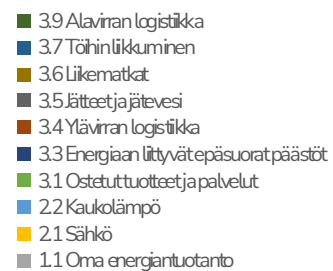 3.9 Alavirran logistiikka
3.7 Töihin liikkuminen
3.6 Liikematkat
3.5 Jätteet ja jätevesi
3.4 Ylävirran logistiikka
3.3 Energiaan liittyvät epäsuorat päästöt
3.1 Ostetut tuotteet ja palvelut
2.2 Kaukolämpö
2.1 Sähkö
1.1 Oma energiantuotanto